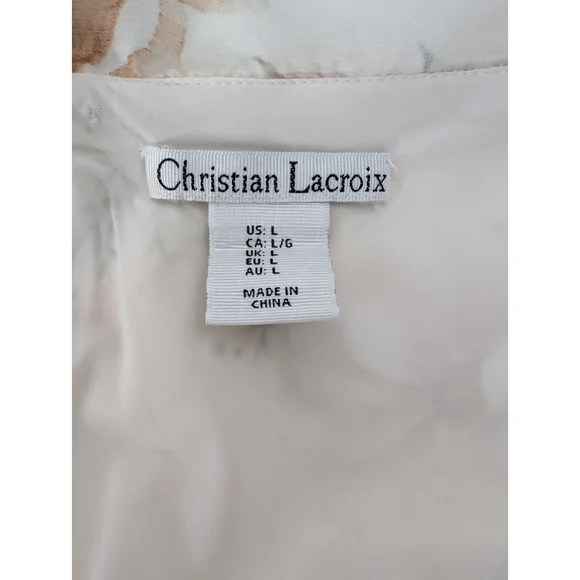 Christian Lacroix
US: L
CA: L/G
UK: L
EU: L
AU: L
MADE IN
CHINA